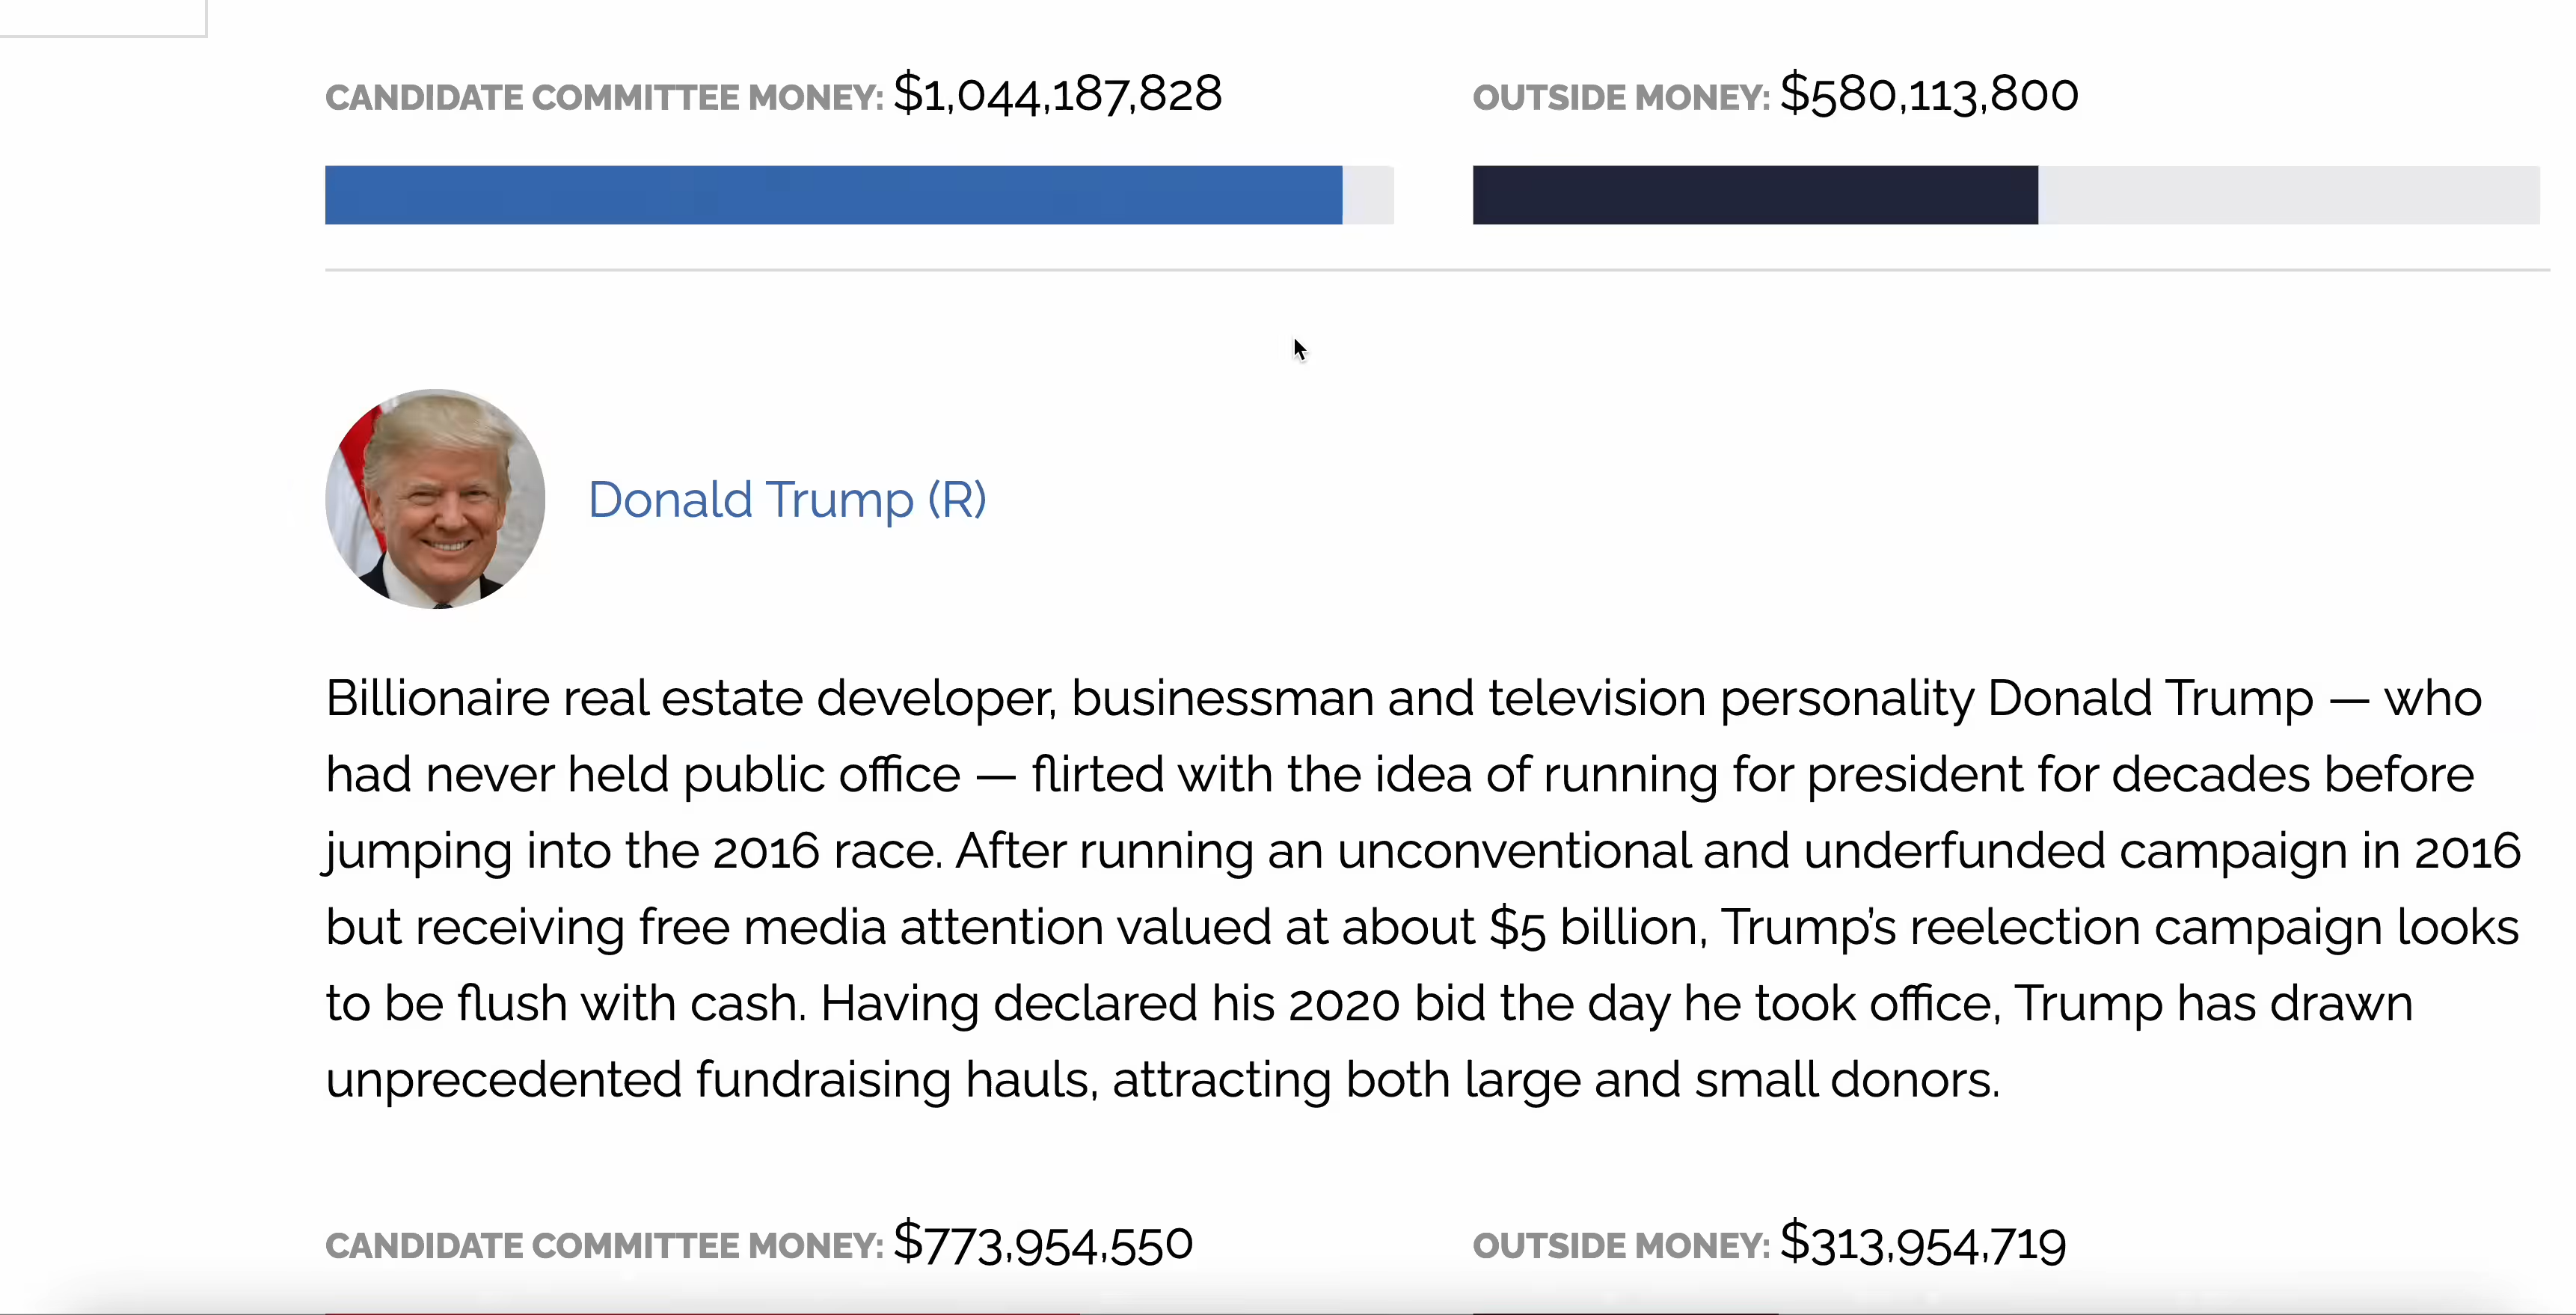 CANDIDATE COMMITTEE MONEY: $1,044,187,828
OUTSIDE MONEY: $580,113,800
Donald Trump (R)
Billionaire real estate developer, businessman and television personality Donald Trump — who
had never held public office — flirted with the idea of running for president for decades before
jumping into the 2016 race. After running an unconventional and underfunded campaign in 2016
but receiving free media attention valued at about $5 billion, Trump’s reelection campaign looks
to be flush with cash. Having declared his 2020 bid the day he took office, Trump has drawn
unprecedented fundraising hauls, attracting both large and small donors.
CANDIDATE COMMITTEE MONEY: $773,954,550
OUTSIDE MONEY: $313,954,719